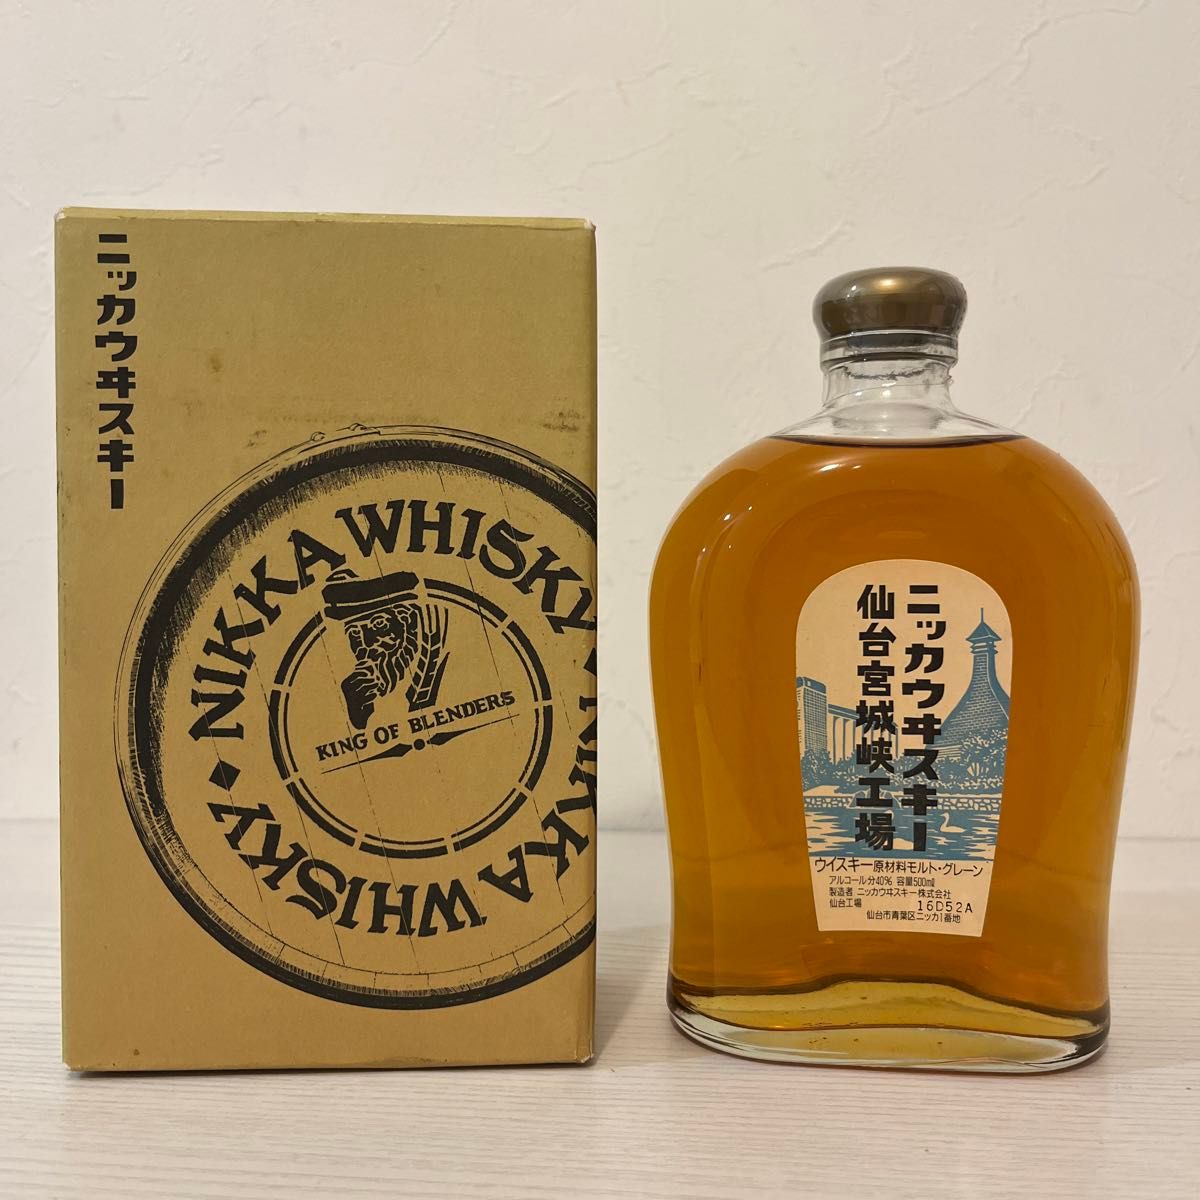 ニッカウヰスキー
NIKKA WHISKY NIKKA WHISKY
KING OF BLENDERS
ニッカウヰスキー
仙台宮城峡工場
ウイスキー原材料モルト・グレーン
アルコール分40% 容量500ml
製造者 ニッカウヰスキー株式会社
仙台工場 16D52A
仙台市青葉区ニッカ1番地